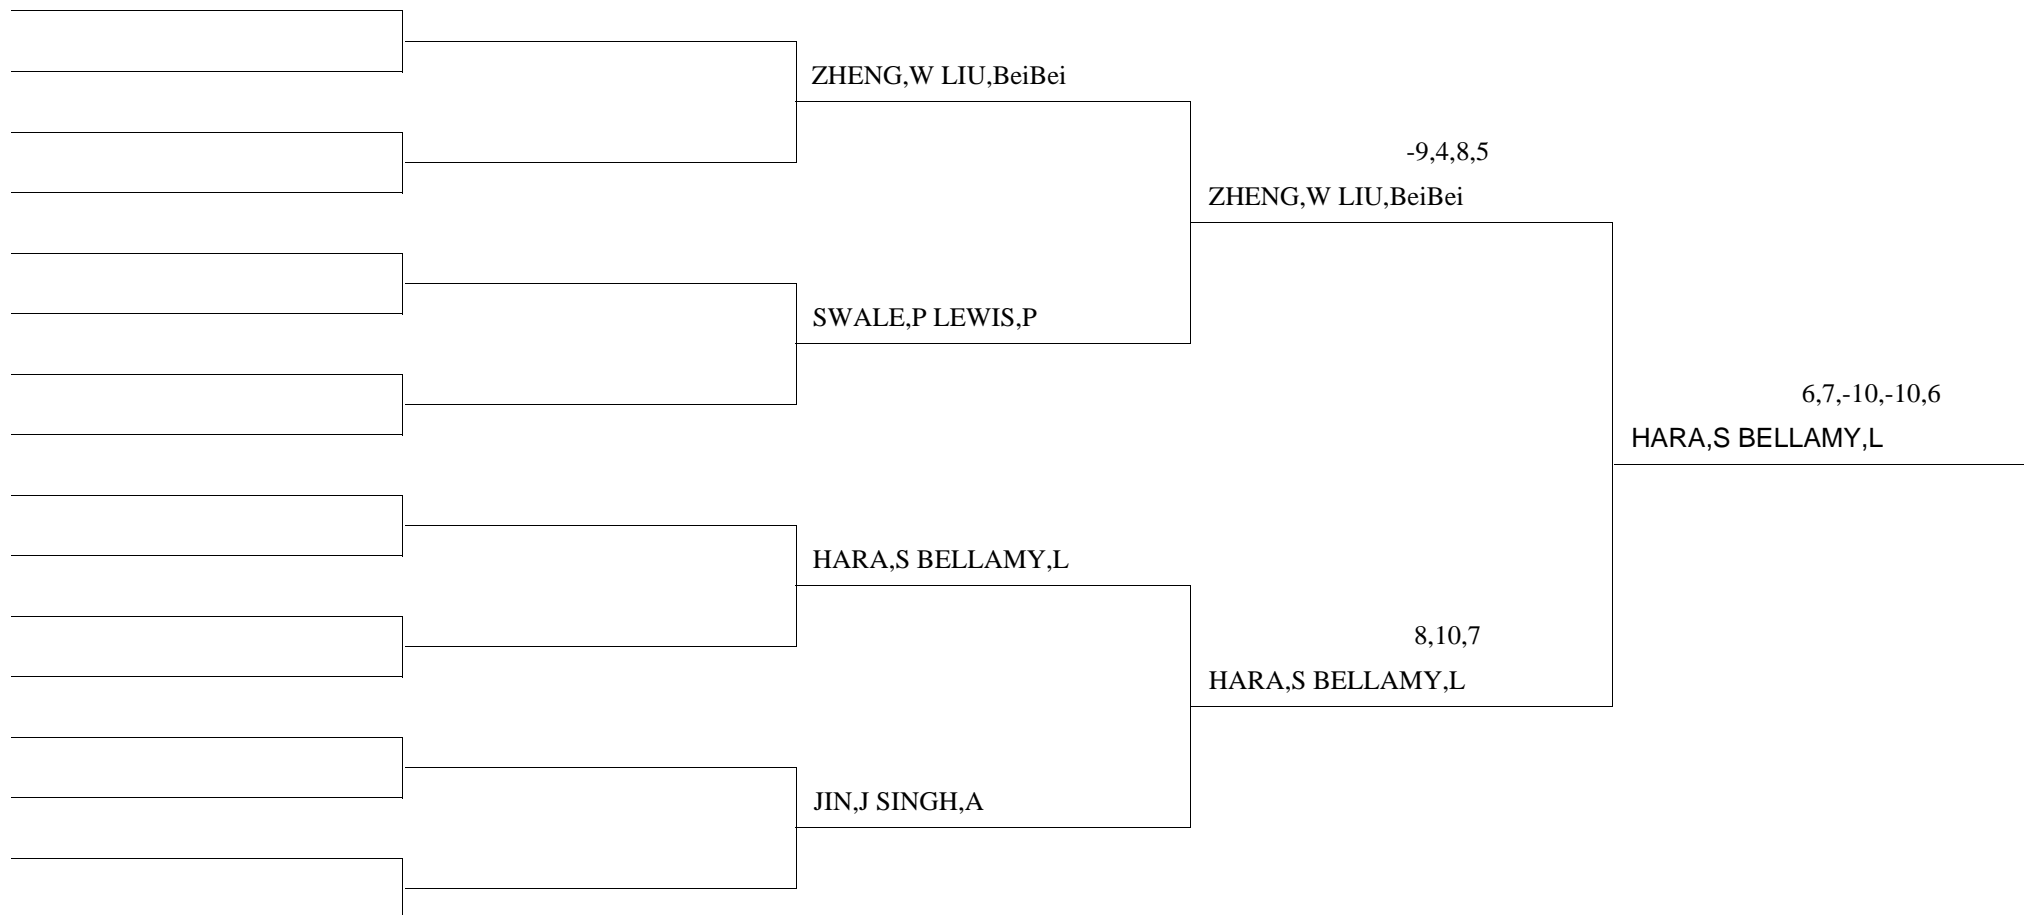 ZHENG,W LIU,BeiBei
-9,4,8,5
ZHENG,W LIU,BeiBei
SWALE,P LEWIS,P
6,7,-10,-10,6
HARA,S BELLAMY,L
HARA,S BELLAMY,L
8,10,7
HARA,S BELLAMY,L
JIN,J SINGH,A